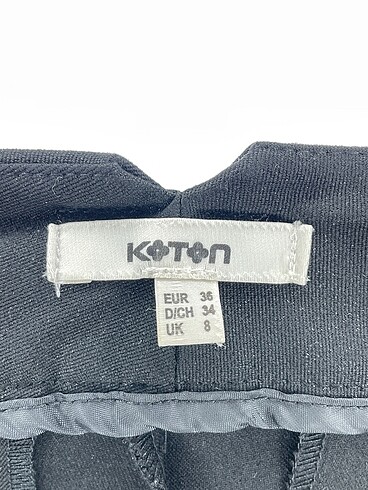 KOTON
EUR 36
D/CH 34
UK 8